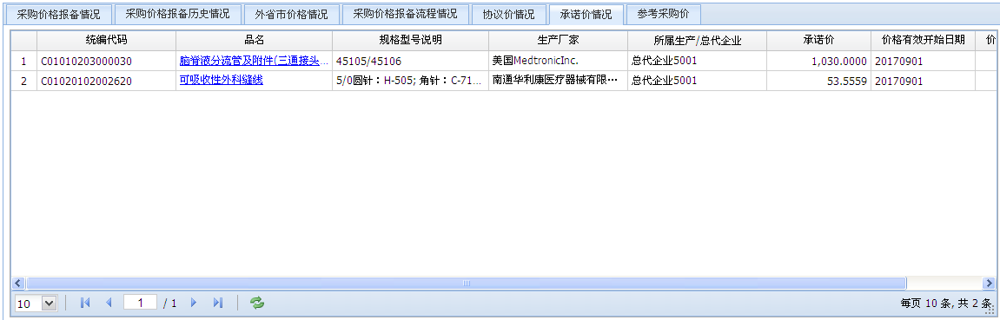 采购价格报备情况 采购价格报备历史情况 外省市价格情况 采购价格报备流程情况 协议价情况 承诺价情况 参考采购价
统编代码 品名 规格型号说明 生产厂家 所属生产/总代企业 承诺价 价格有效开始日期 价
1 C01010203000030 脑脊液分流管及附件(三通接头... 45105/45106 美国MedtronicInc. 总代企业5001 1,030.0000 20170901
2 C01020102002620 可吸收性外科缝线 5/0圆针：H-505; 角针：C-71... 南通华利康医疗器械有限… 总代企业5001 53.5559 20170901
10 1 / 1 每页 10 条, 共 2 条